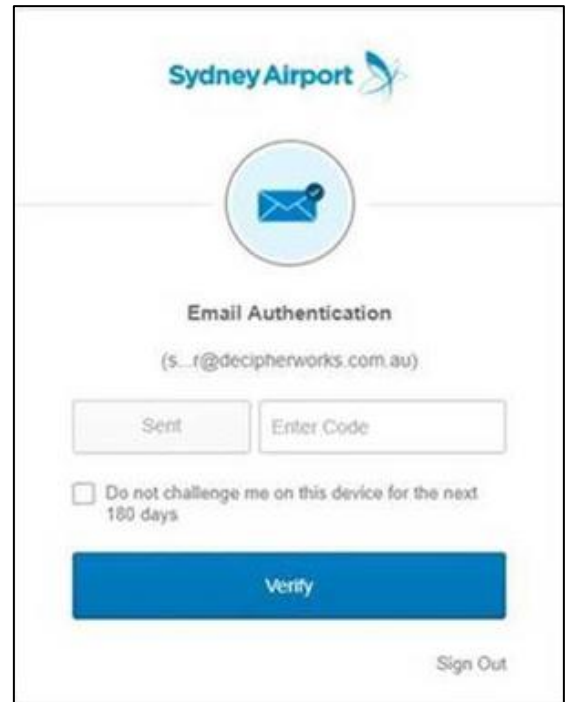 Sydney Airport
Email Authentication
(s...r@decipherworks.com.au)
Sent
Enter Code
Do not challenge me on this device for the next
180 days
Verify
Sign Out